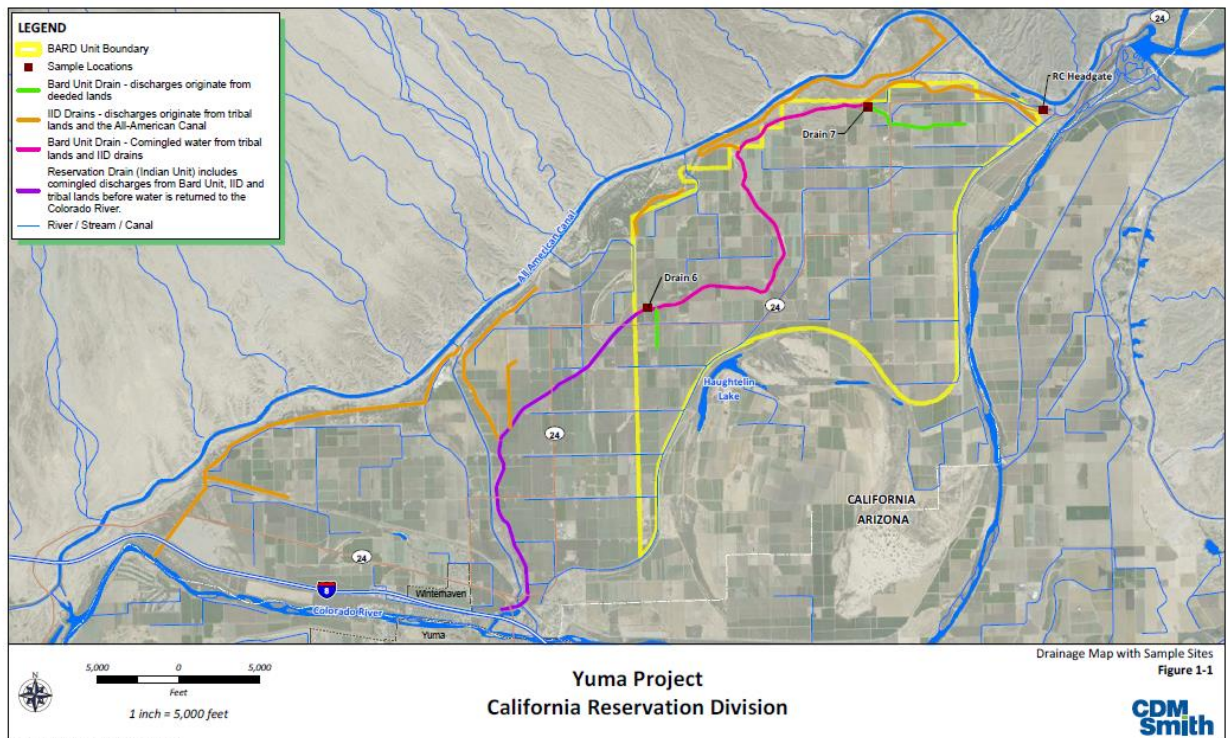 LEGEND
BARD Unit Boundary
Sample Locations
Bard Unit Drain - discharges originate from
deeded lands
IID Drains - discharges originate from tribal
lands and the All-American Canal
Bard Unit Drain - Comingled water from tribal
lands and IID drains
Reservation Drain (Indian Unit) includes
comingled discharges from Bard Unit, IID and
tribal lands before water is returned to the
Colorado River.
River / Stream / Canal
24
RC Headgate
Drain 7
All American Canal
Drain 6
24
Haughtelin
Lake
24
CALIFORNIA
ARIZONA
24
8
Winterhaven
Colorado River
Yuma
N
5,000 0 5,000
Feet
1 inch = 5,000 feet
Yuma Project
California Reservation Division
Drainage Map with Sample Sites
Figure 1-1
CDM
Smith